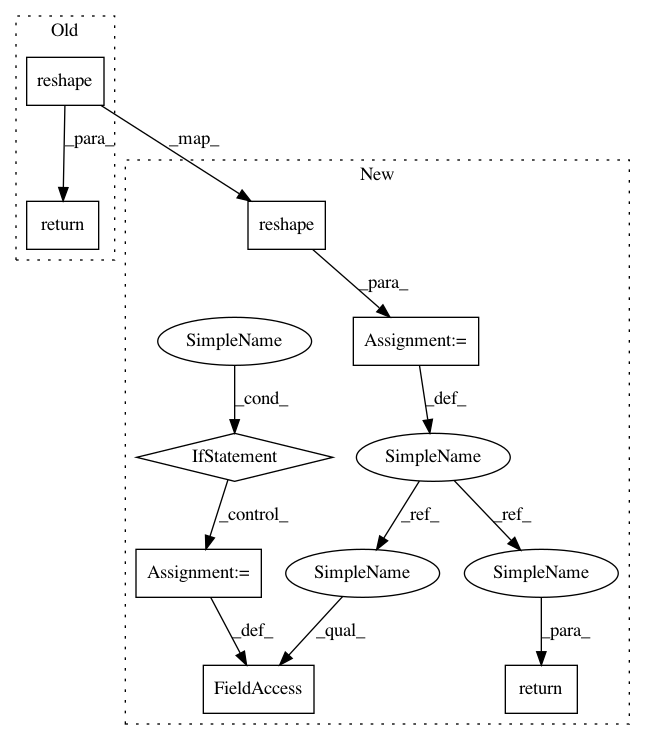 Old
reshape
_para_
_map_
return
New
reshape
_para_
SimpleName
Assignment:=
_cond_
_def_
IfStatement
SimpleName
_control_
_ref_
_ref_
Assignment:=
SimpleName
SimpleName
_def_
_qual_
_para_
FieldAccess
return